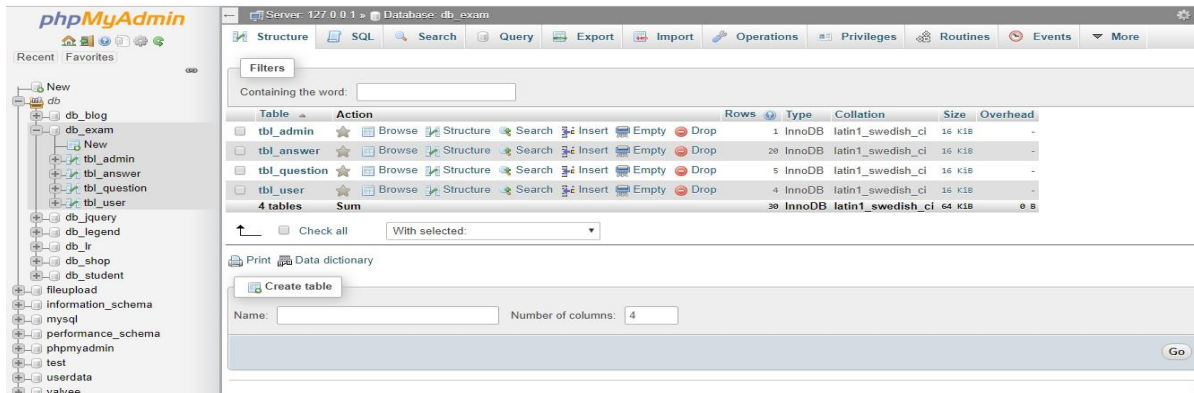 phpMyAdmin
Recent Favorites
New
db
db_blog
db_exam
New
tbl_admin
tbl_answer
tbl_question
tbl_user
db_jquery
db_legend
db_lr
db_shop
db_student
fileupload
information_schema
mysql
performance_schema
phpmyadmin
test
userdata
valvee
Server: 127.0.0.1 » Database: db_exam
Structure SQL Search Query Export Import Operations Privileges Routines Events More
Filters
Containing the word:
Table Action Rows Type Collation Size Overhead
tbl_admin Browse Structure Search Insert Empty Drop 1 InnoDB latin1_swedish_ci 16 KiB -
tbl_answer Browse Structure Search Insert Empty Drop 20 InnoDB latin1_swedish_ci 16 KiB -
tbl_question Browse Structure Search Insert Empty Drop 5 InnoDB latin1_swedish_ci 16 KiB -
tbl_user Browse Structure Search Insert Empty Drop 4 InnoDB latin1_swedish_ci 16 KiB -
4 tables Sum 30 InnoDB latin1_swedish_ci 64 KiB 0 B
Check all With selected:
Print Data dictionary
Create table
Name: Number of columns: 4
Go